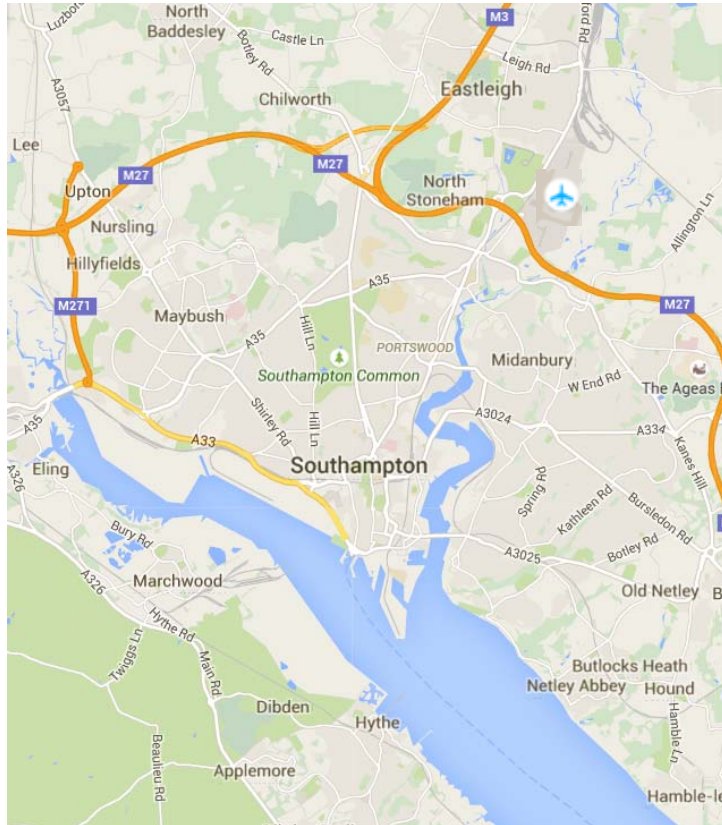 North
Baddesley
M3
Castle Ln
Botley Rd
Leigh Rd
Eastleigh
Chilworth
A3057
Lee
M27
M27
Upton
North
Stoneham
Nursling
Allington Ln
Hillyfields
A35
M271
M27
Maybush
Hill Ln
A35
PORTSWOOD
Midanbury
Southampton Common
W End Rd
The Ageas
Shirley Rd
Hill Ln
A3024
A35
A33
A334
Kanes Hill
Southampton
Eling
A326
Spring Rd
Kathleen Rd
Bursledon Rd
Bury Rd
A3025
Botley Rd
Marchwood
A326
Old Netley
Hythe Rd
Twiggs Ln
Main Rd
Butlocks Heath
Netley Abbey
Hound
Dibden
Hythe
Hamble Ln
Beaulieu Rd
Applemore
Hamble-le